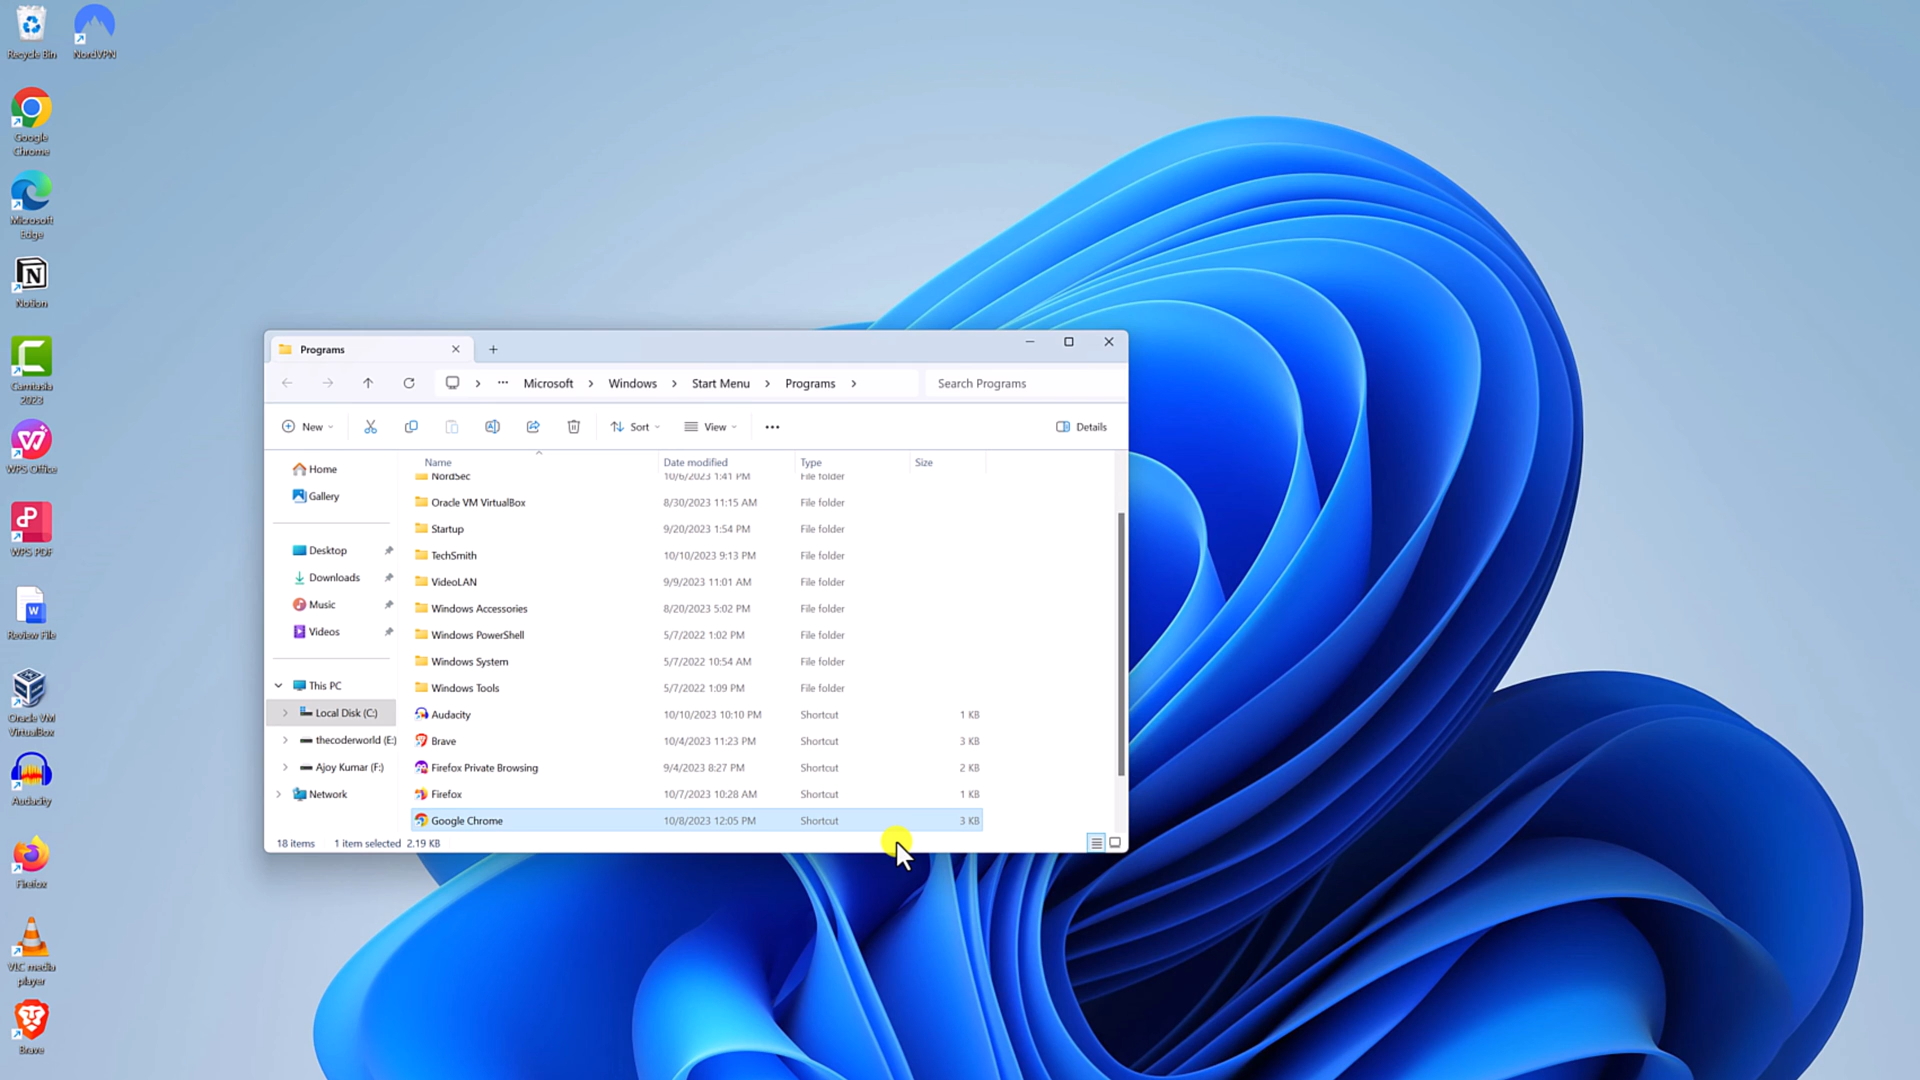 Recycle Bin
NordVPN
Google
Chrome
Microsoft
Edge
Notion
Camtasia
2023
WPS Office
WPS PDF
Review File
Oracle VM
VirtualBox
Audacity
Firefox
VLC media
player
Brave
Programs
Microsoft
Windows
Start Menu
Programs
Search Programs
New
Sort
View
Details
Home
Gallery
Desktop
Downloads
Music
Videos
This PC
Local Disk (C:)
thecoderworld (E:)
Ajoy Kumar (F:)
Network
Name Date modified Type Size
NordSec 10/6/2023 1:41 PM File folder
Oracle VM VirtualBox 8/30/2023 11:15 AM File folder
Startup 9/20/2023 1:54 PM File folder
TechSmith 10/10/2023 9:13 PM File folder
VideoLAN 9/9/2023 11:01 AM File folder
Windows Accessories 8/20/2023 5:02 PM File folder
Windows PowerShell 5/7/2022 1:02 PM File folder
Windows System 5/7/2022 10:54 AM File folder
Windows Tools 5/7/2022 1:09 PM File folder
Audacity 10/10/2023 10:10 PM Shortcut 1 KB
Brave 10/4/2023 11:23 PM Shortcut 3 KB
Firefox Private Browsing 9/4/2023 8:27 PM Shortcut 2 KB
Firefox 10/7/2023 10:28 AM Shortcut 1 KB
Google Chrome 10/8/2023 12:05 PM Shortcut 3 KB
18 items 1 item selected 2.19 KB